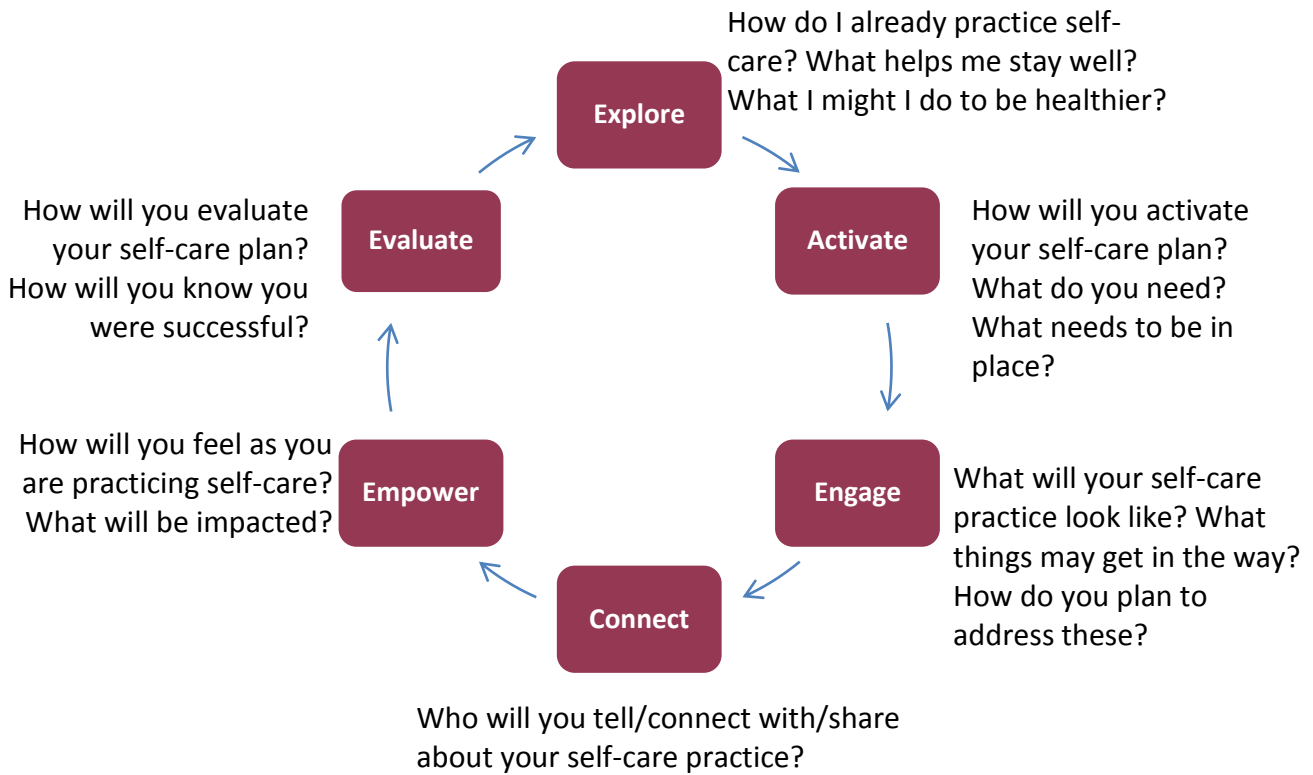 Explore
How do I already practice self-
care? What helps me stay well?
What I might I do to be healthier?
Activate
How will you activate
your self-care plan?
What do you need?
What needs to be in
place?
Engage
What will your self-care
practice look like? What
things may get in the way?
How do you plan to
address these?
Connect
Who will you tell/connect with/share
about your self-care practice?
Empower
How will you feel as you
are practicing self-care?
What will be impacted?
Evaluate
How will you evaluate
your self-care plan?
How will you know you
were successful?